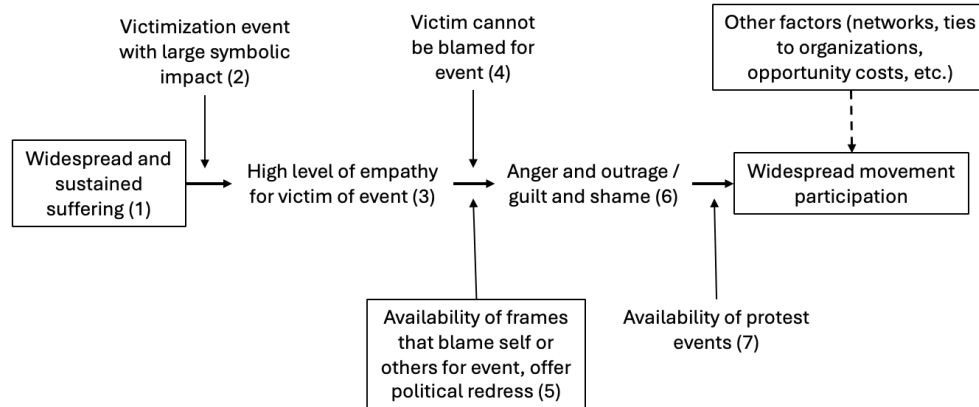 Victimization event
with large symbolic
impact (2)
Victim cannot
be blamed for
event (4)
Other factors (networks, ties
to organizations,
opportunity costs, etc.)
Widespread and
sustained
suffering (1)
High level of empathy
for victim of event (3)
Anger and outrage /
guilt and shame (6)
Widespread movement
participation
Availability of frames
that blame self or
others for event, offer
political redress (5)
Availability of protest
events (7)